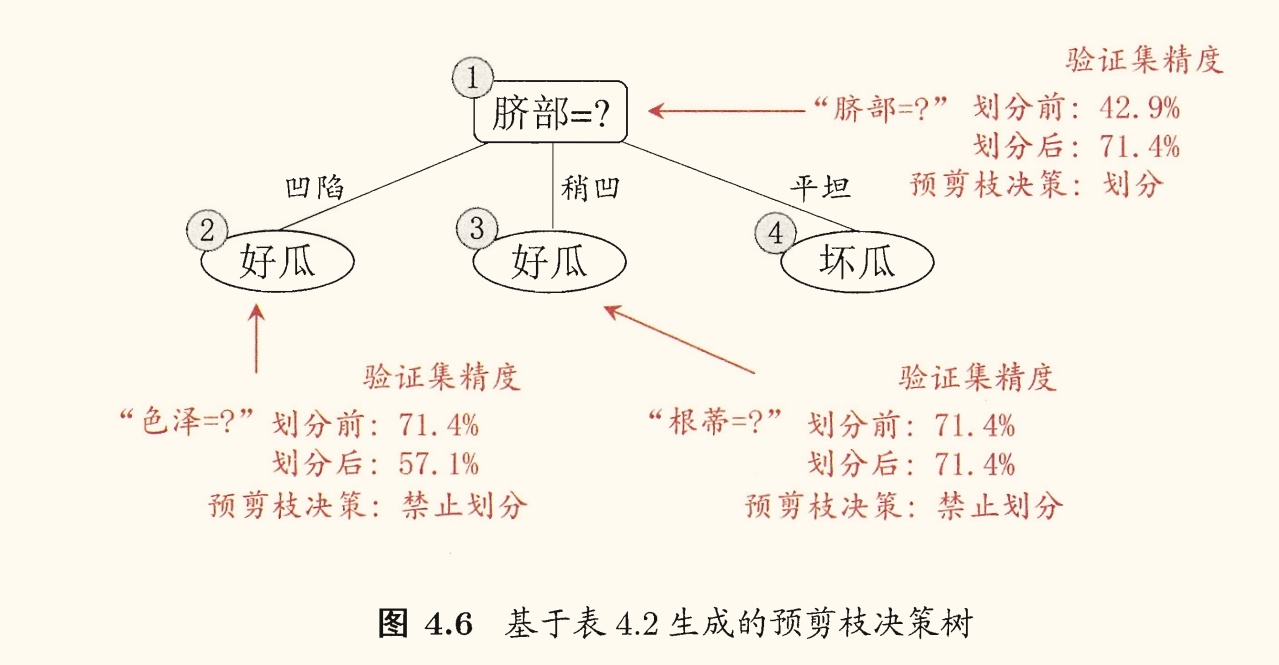 验证集精度
①
脐部=?
“脐部=?” 划分前: 42.9%
划分后: 71.4%
预剪枝决策: 划分
凹陷
稍凹
平坦
②
好瓜
③
好瓜
④
坏瓜
验证集精度
“色泽=?” 划分前: 71.4%
划分后: 57.1%
预剪枝决策: 禁止划分
验证集精度
“根蒂=?” 划分前: 71.4%
划分后: 71.4%
预剪枝决策: 禁止划分
图 4.6 基于表 4.2 生成的预剪枝决策树